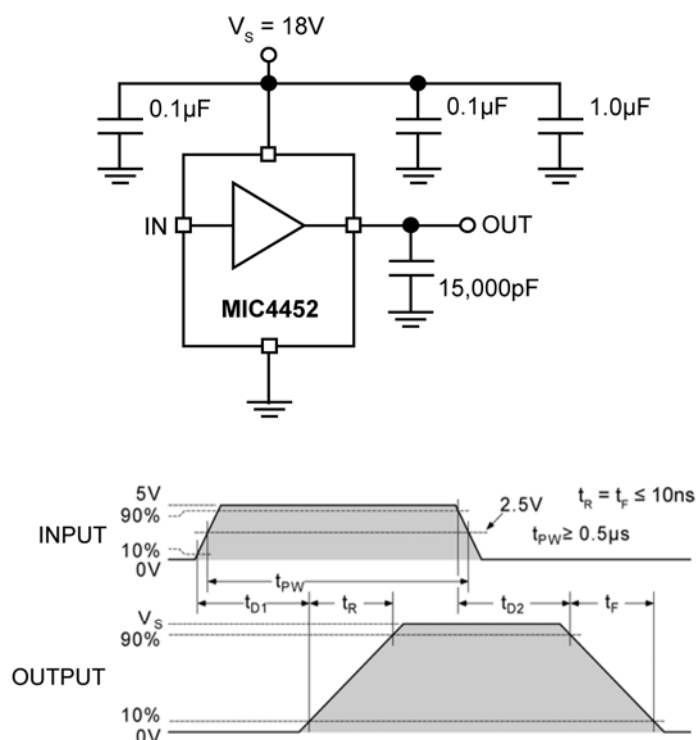 V_S = 18V
0.1µF
0.1µF
1.0µF
IN
OUT
MIC4452
15,000pF
INPUT
5V
90%
10%
0V
2.5V
t_R = t_F ≤ 10ns
t_PW ≥ 0.5µs
t_PW
t_D1
t_R
t_D2
t_F
OUTPUT
V_S
90%
10%
0V